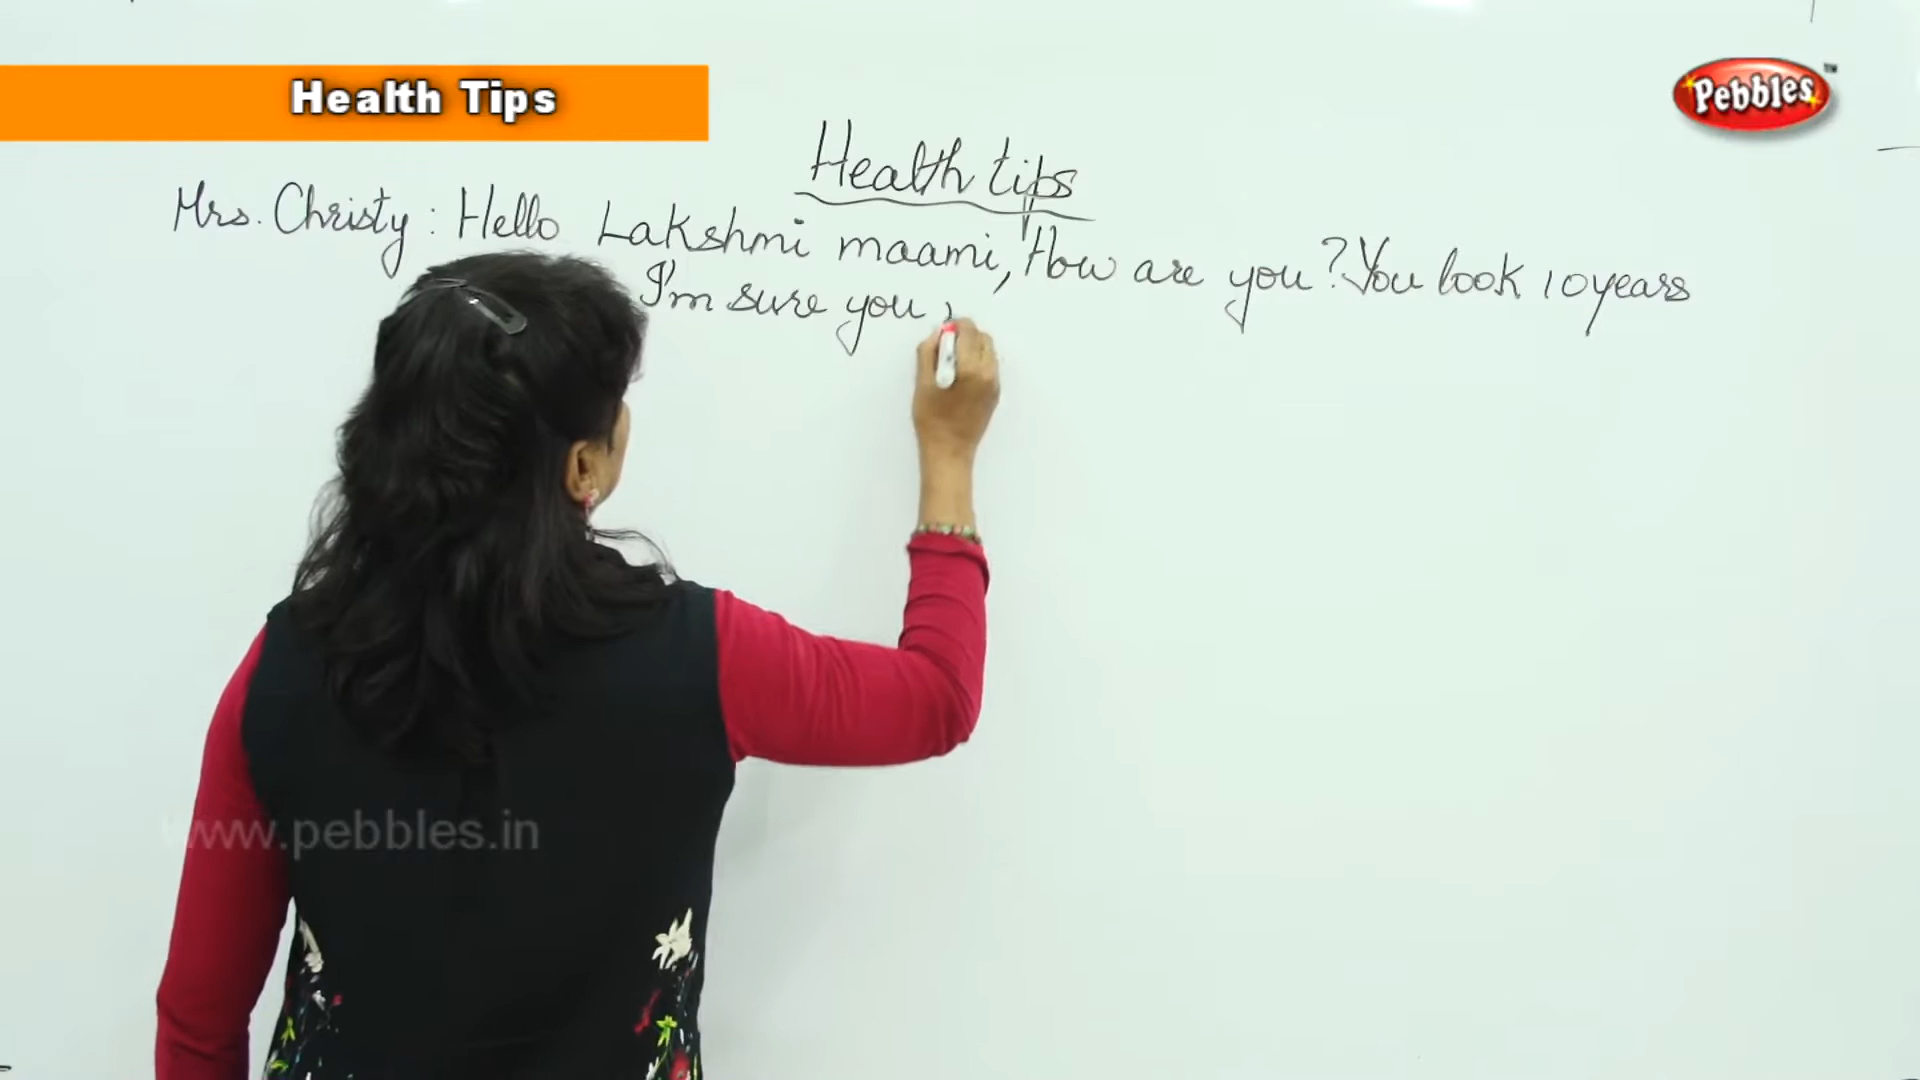 Health Tips
Pebbles™
Health tips
Mrs. Christy: Hello Lakshmi maami, How are you? You look 10 years
I'm sure you
www.pebbles.in